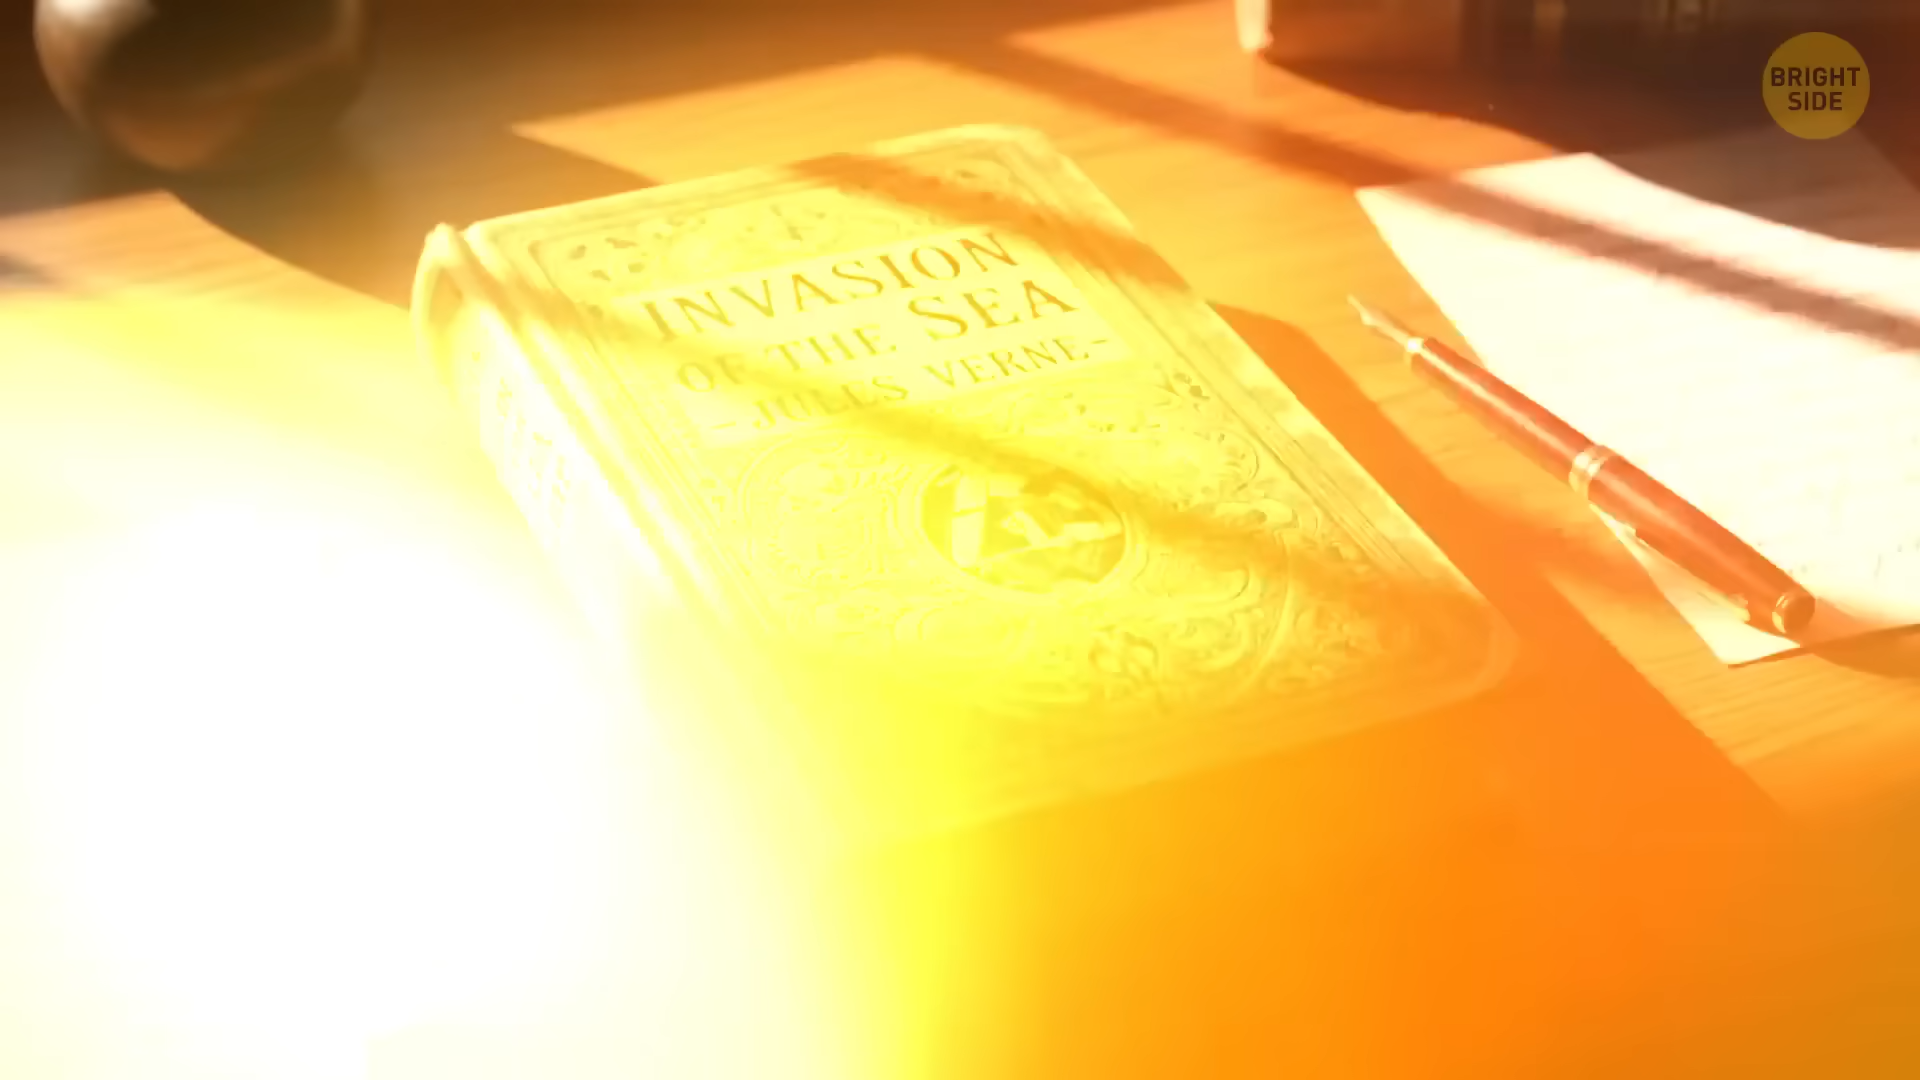 INVASION
OF THE SEA
-JULES VERNE-
BRIGHT
SIDE